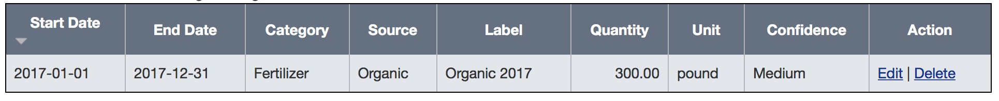 Start Date End Date Category Source Label Quantity Unit Confidence Action
2017-01-01 2017-12-31 Fertilizer Organic Organic 2017 300.00 pound Medium Edit | Delete